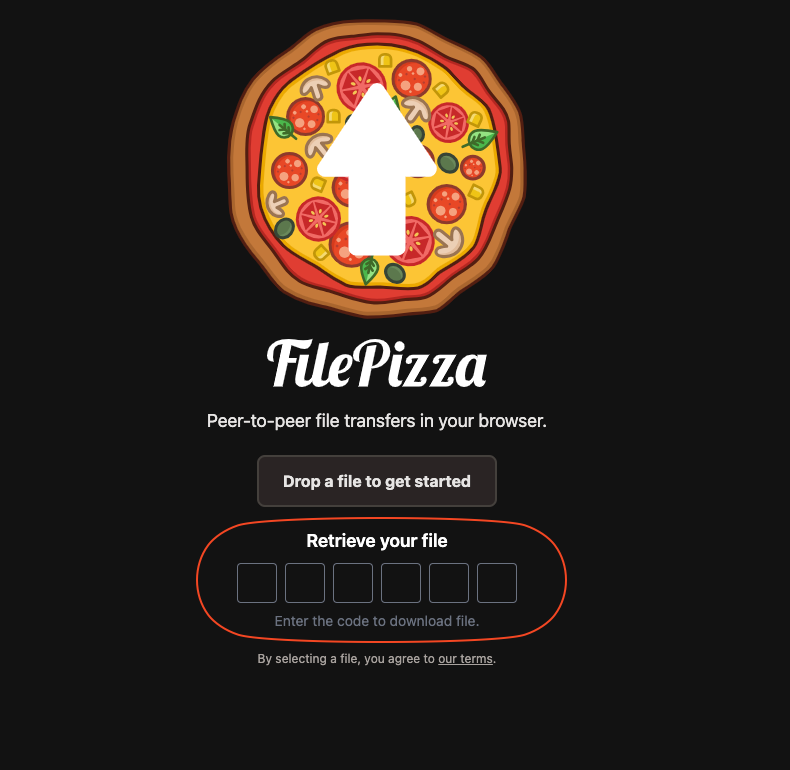 FilePizza
Peer-to-peer file transfers in your browser.
Drop a file to get started
Retrieve your file
Enter the code to download file.
By selecting a file, you agree to our terms.